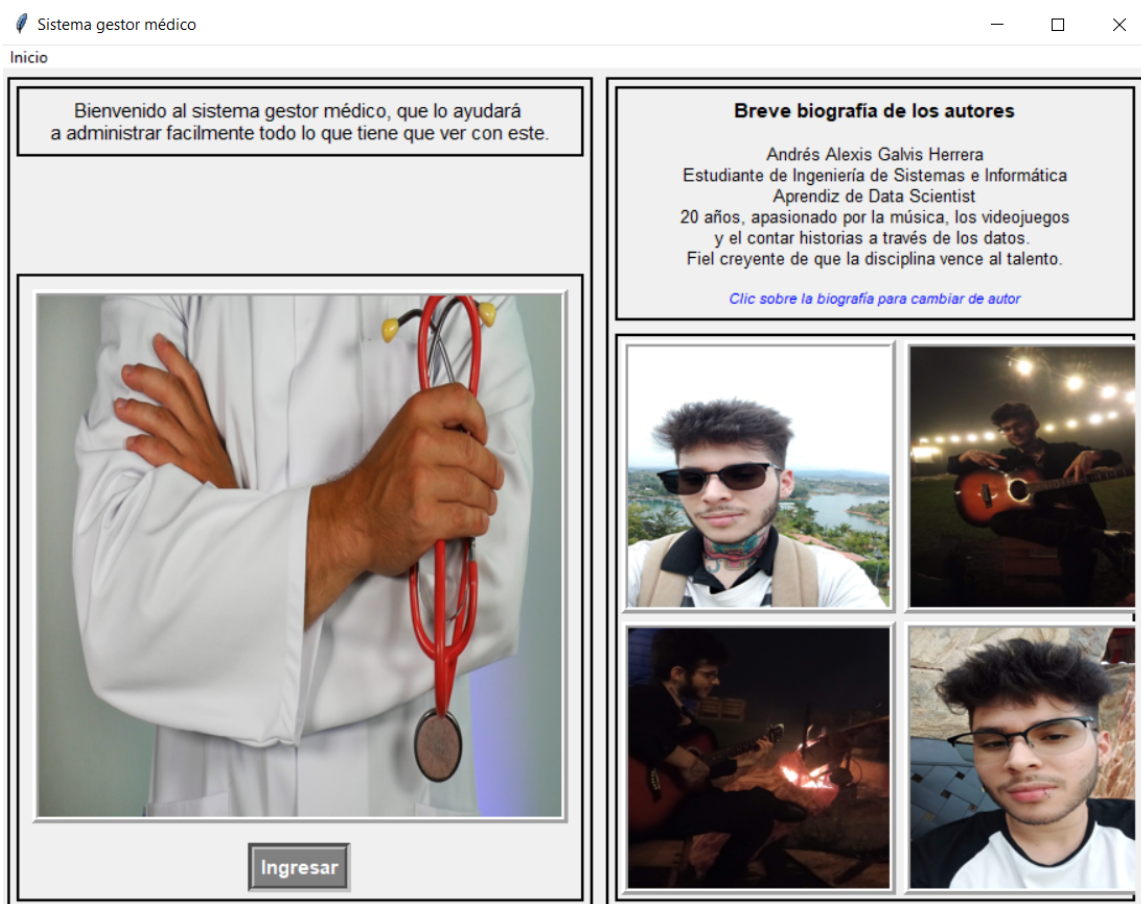 Sistema gestor médico
Inicio
Bienvenido al sistema gestor médico, que lo ayudará
a administrar facilmente todo lo que tiene que ver con este.
Ingresar
Breve biografía de los autores
Andrés Alexis Galvis Herrera
Estudiante de Ingeniería de Sistemas e Informática
Aprendiz de Data Scientist
20 años, apasionado por la música, los videojuegos
y el contar historias a través de los datos.
Fiel creyente de que la disciplina vence al talento.
Clic sobre la biografía para cambiar de autor